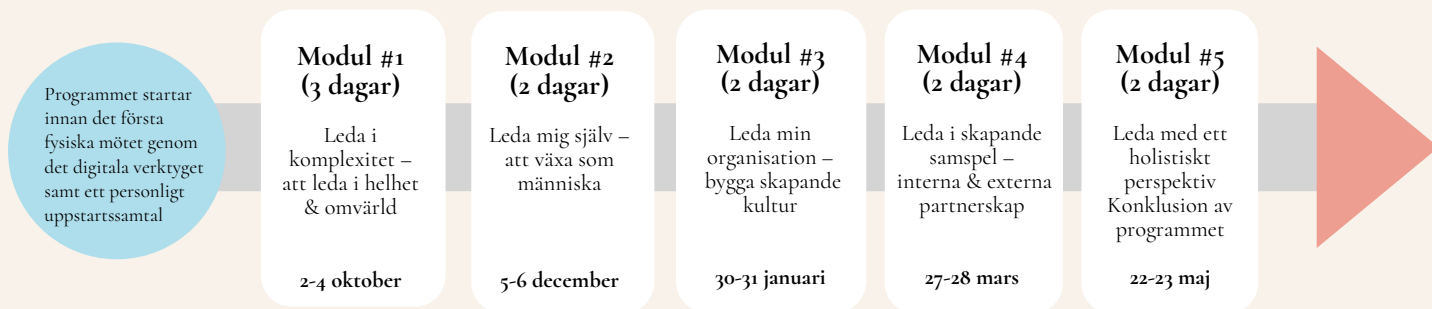 Programmet startar
innan det första
fysiska mötet genom
det digitala verktyget
samt ett personligt
uppstartssamtal
Modul #1
(3 dagar)
Leda i
komplexitet –
att leda i helhet
& omvärld
2-4 oktober
Modul #2
(2 dagar)
Leda mig själv –
att växa som
människa
5-6 december
Modul #3
(2 dagar)
Leda min
organisation –
bygga skapande
kultur
30-31 januari
Modul #4
(2 dagar)
Leda i skapande
samspel –
interna & externa
partnerskap
27-28 mars
Modul #5
(2 dagar)
Leda med ett
holistiskt
perspektiv
Konklusion av
programmet
22-23 maj